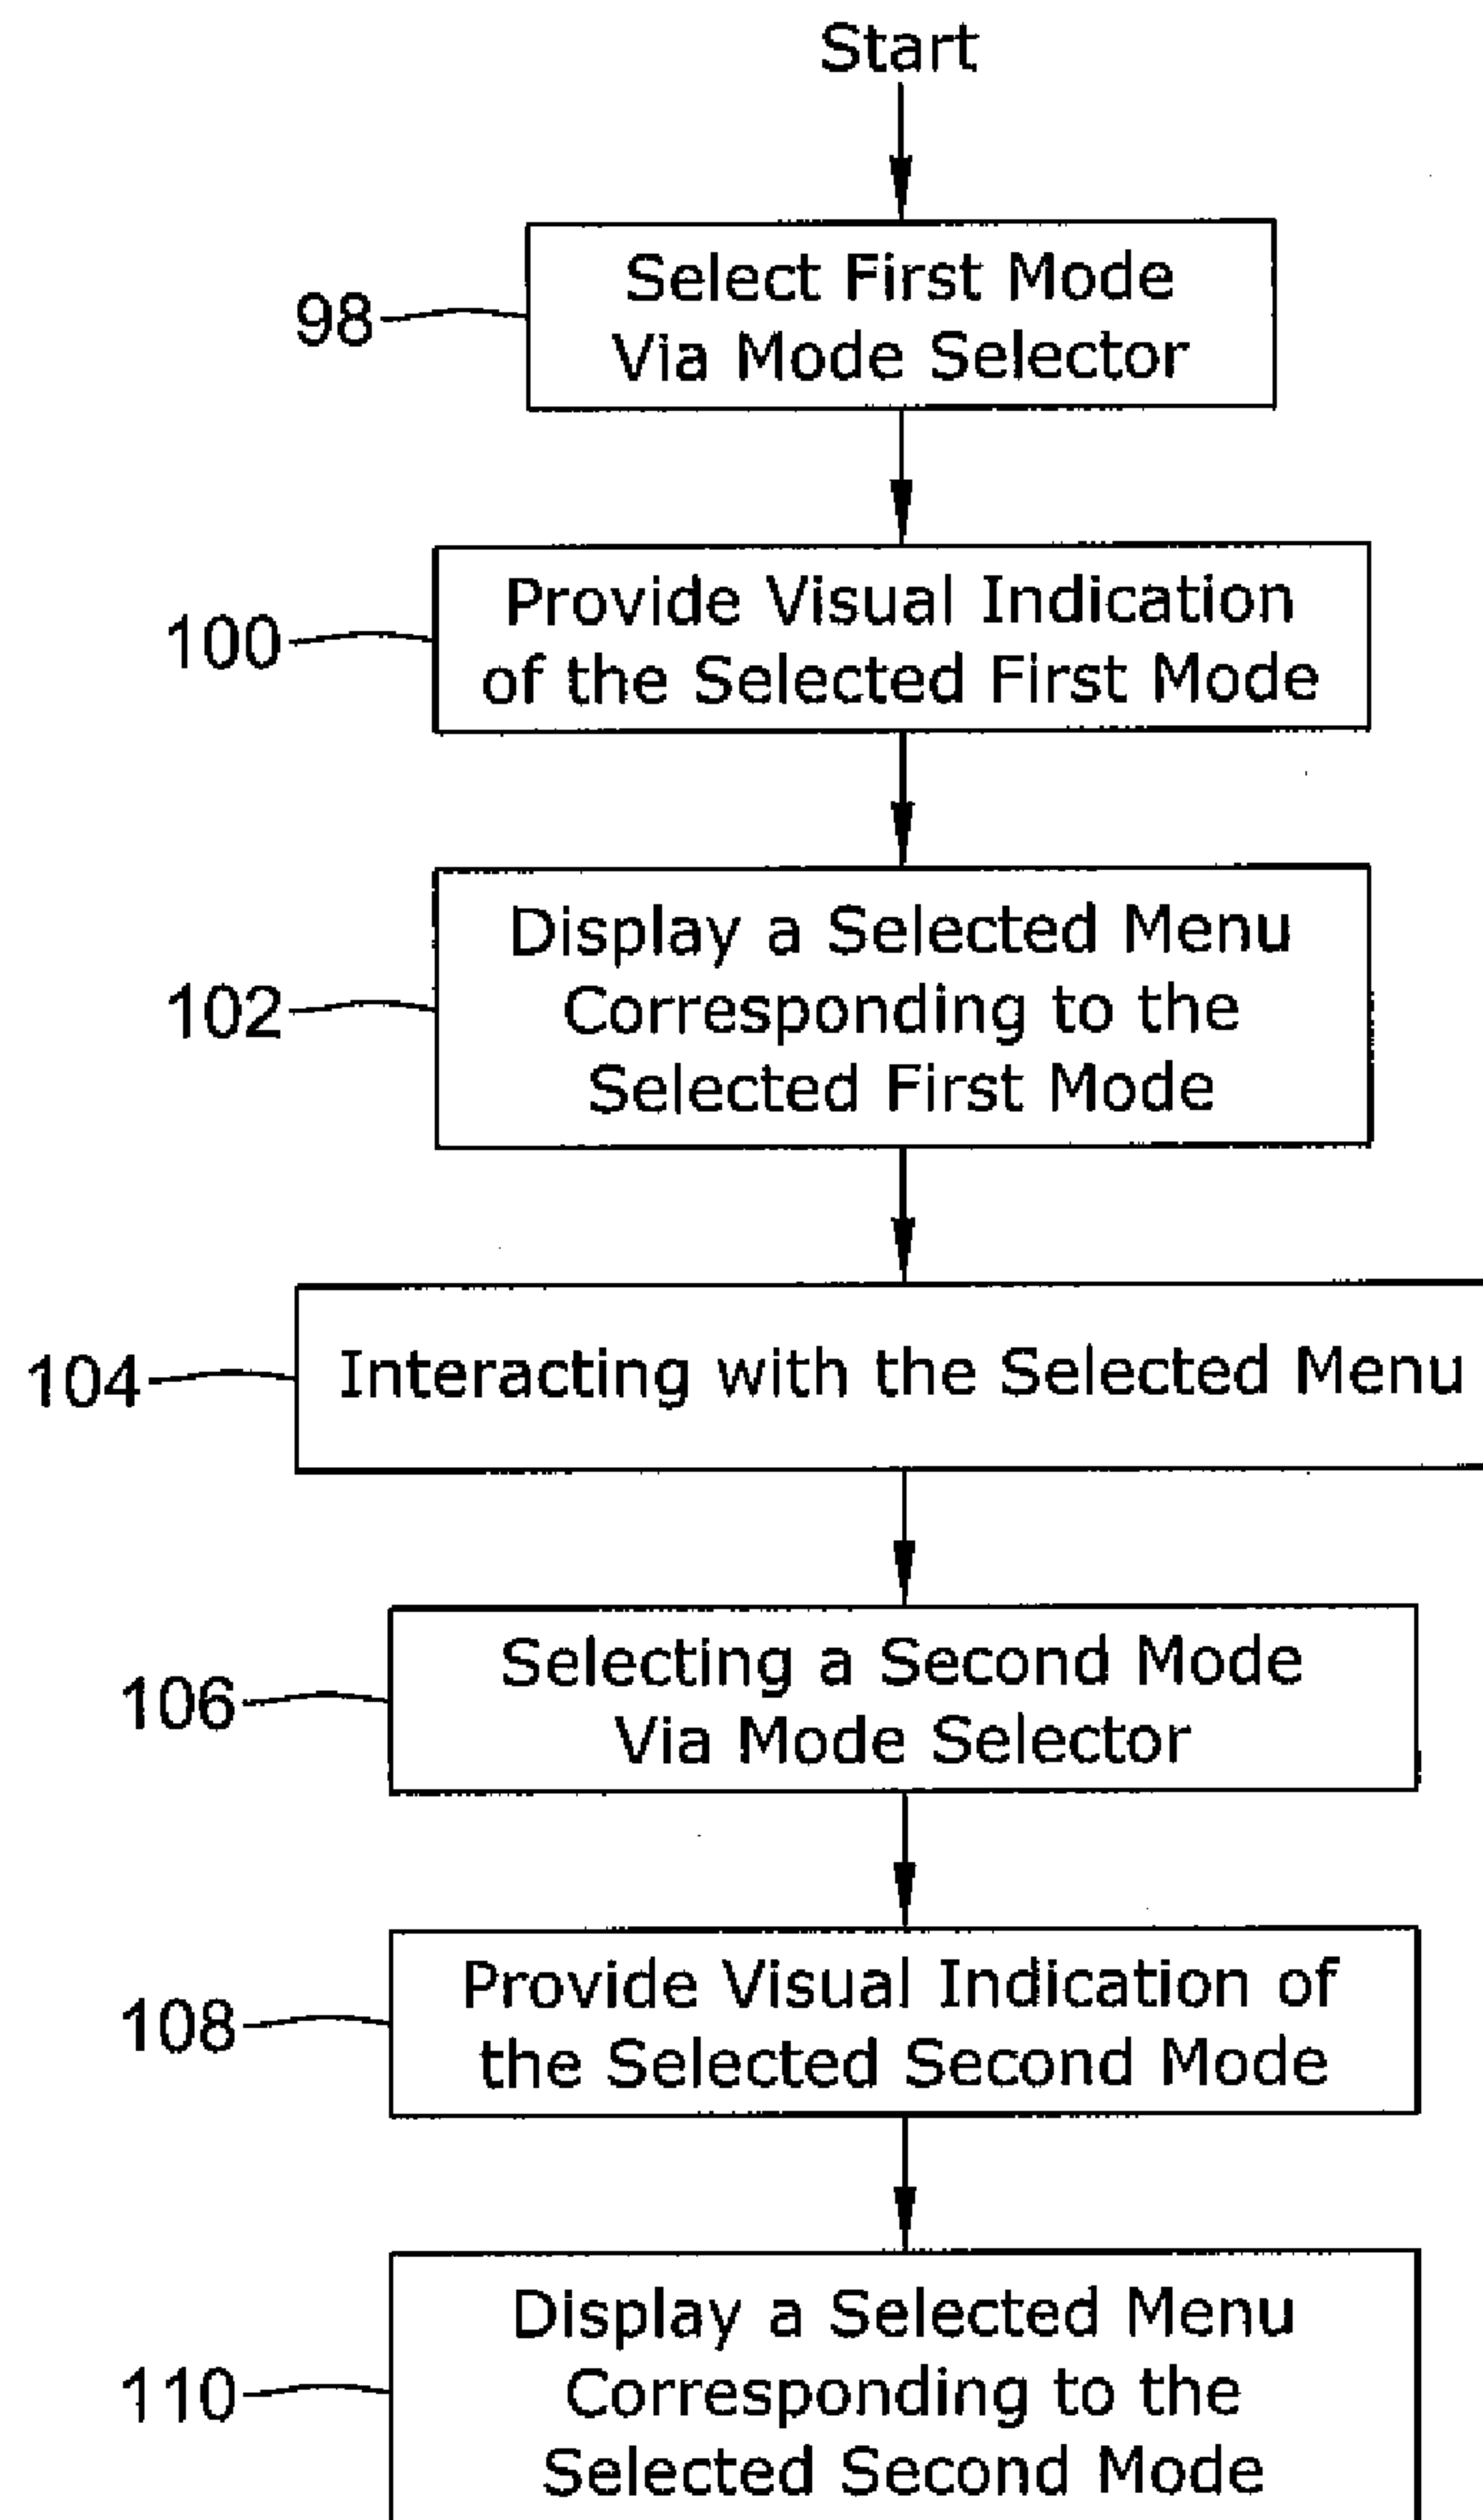 Start
98
Select First Mode
Via Mode Selector
100
Provide Visual Indication
of the Selected First Mode
102
Display a Selected Menu
Corresponding to the
Selected First Mode
104
Interacting with the Selected Menu
106
Selecting a Second Mode
Via Mode Selector
108
Provide Visual Indication of
the Selected Second Mode
110
Display a Selected Menu
Corresponding to the
Selected Second Mode